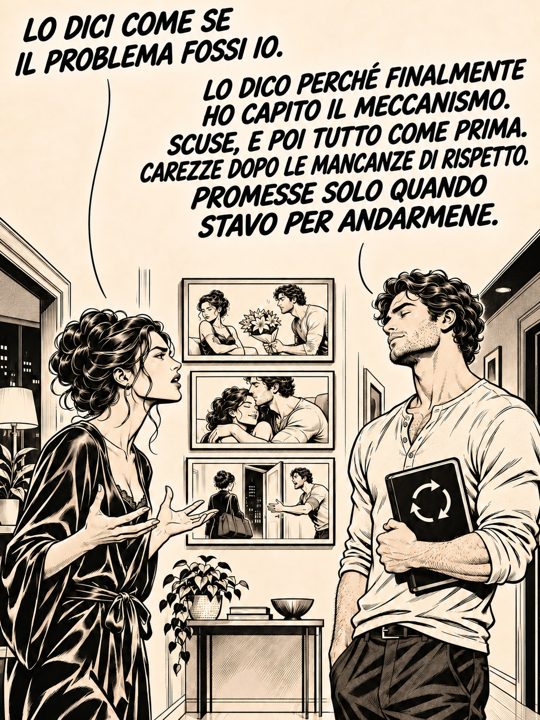 LO DICI COME SE
IL PROBLEMA FOSSI IO.
LO DICO PERCHÉ FINALMENTE
HO CAPITO IL MECCANISMO.
SCUSE, E POI TUTTO COME PRIMA.
CAREZZE DOPO LE MANCANZE DI RISPETTO.
PROMESSE SOLO QUANDO
STAVO PER ANDARMENE.